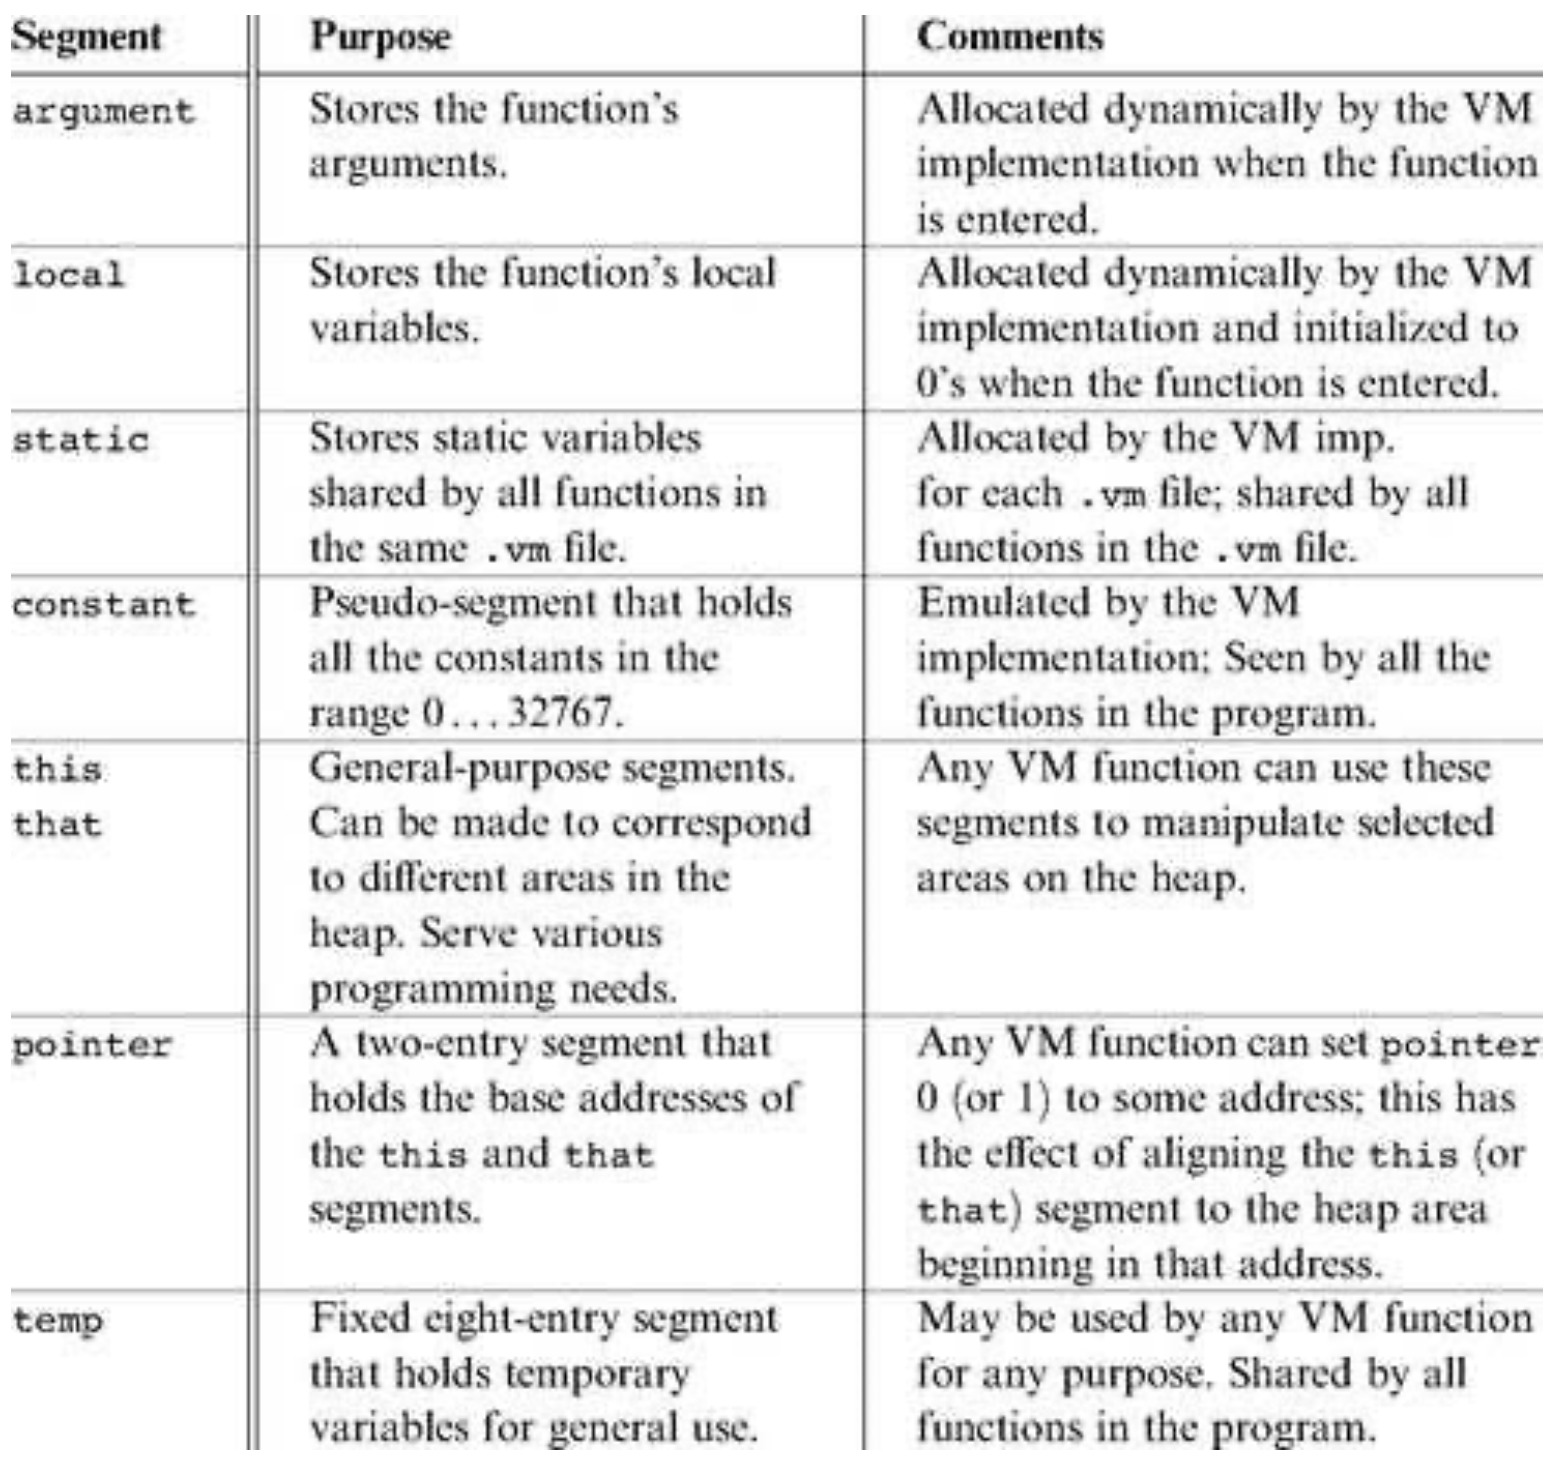 Segment Purpose Comments
argument Stores the function's Allocated dynamically by the VM
arguments. implementation when the function
is entered.
local Stores the function's local Allocated dynamically by the VM
variables. implementation and initialized to
0's when the function is entered.
static Stores static variables Allocated by the VM imp.
shared by all functions in for each .vm file; shared by all
the same .vm file. functions in the .vm file.
constant Pseudo-segment that holds Emulated by the VM
all the constants in the implementation; Seen by all the
range 0...32767. functions in the program.
this General-purpose segments. Any VM function can use these
that Can be made to correspond segments to manipulate selected
to different areas in the areas on the heap.
heap. Serve various
programming needs.
pointer A two-entry segment that Any VM function can set pointer
holds the base addresses of 0 (or 1) to some address; this has
the this and that the effect of aligning the this (or
segments. that) segment to the heap area
beginning in that address.
temp Fixed eight-entry segment May be used by any VM function
that holds temporary for any purpose. Shared by all
variables for general use. functions in the program.